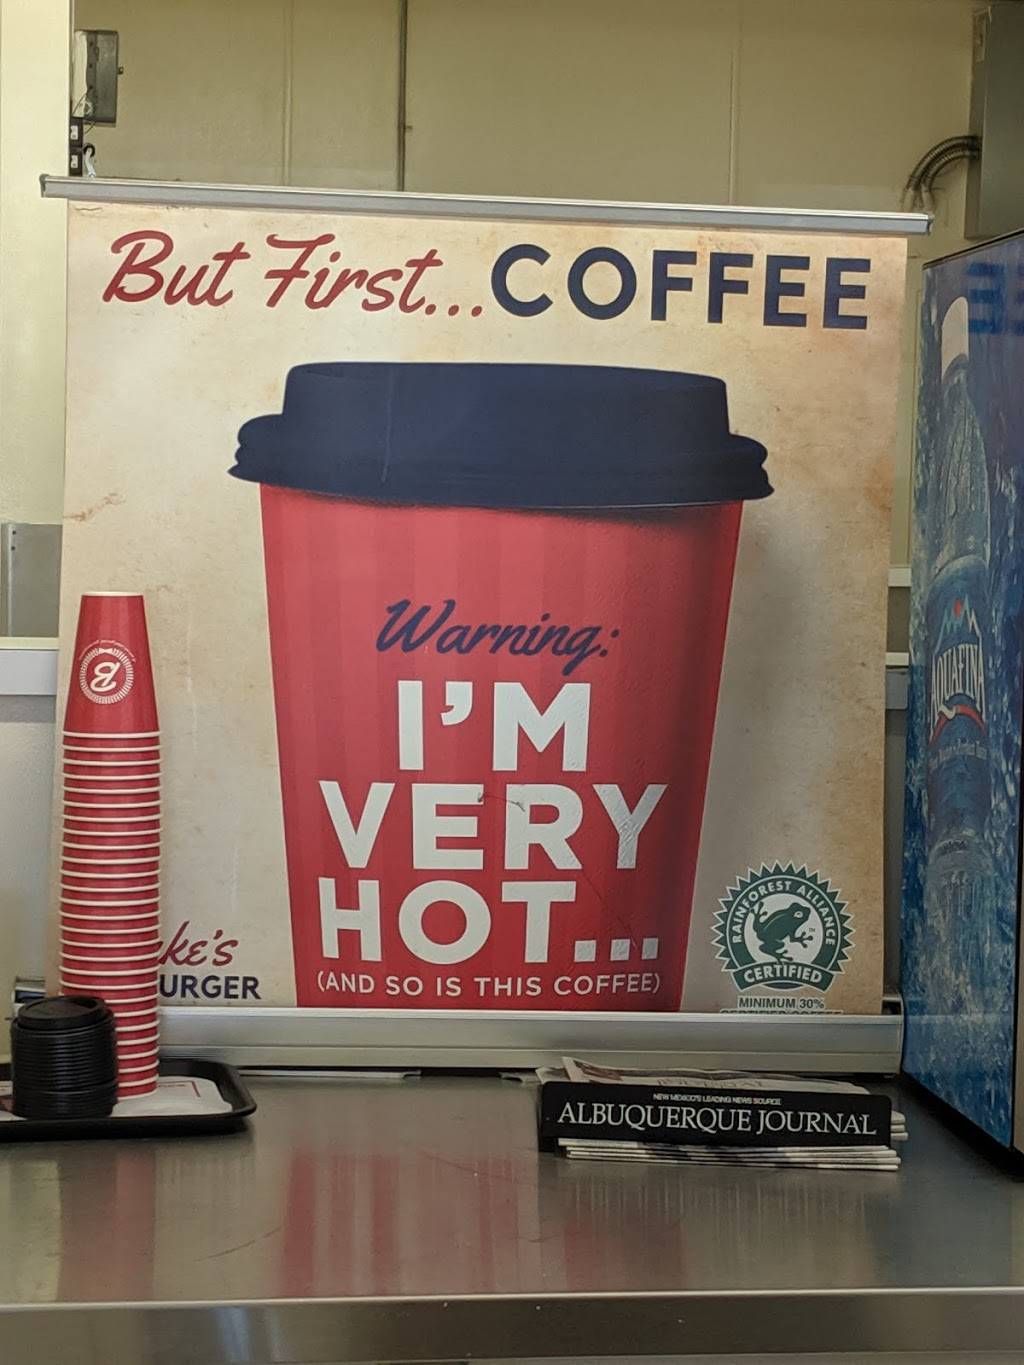 But First... COFFEE
Warning:
I'M
VERY
HOT...
(AND SO IS THIS COFFEE)
ke's
URGER
RAINFOREST ALLIANCE
CERTIFIED
MINIMUM 30%
B
AQUAFINA
NEW MEXICO'S LEADING NEWS SOURCE
ALBUQUERQUE JOURNAL